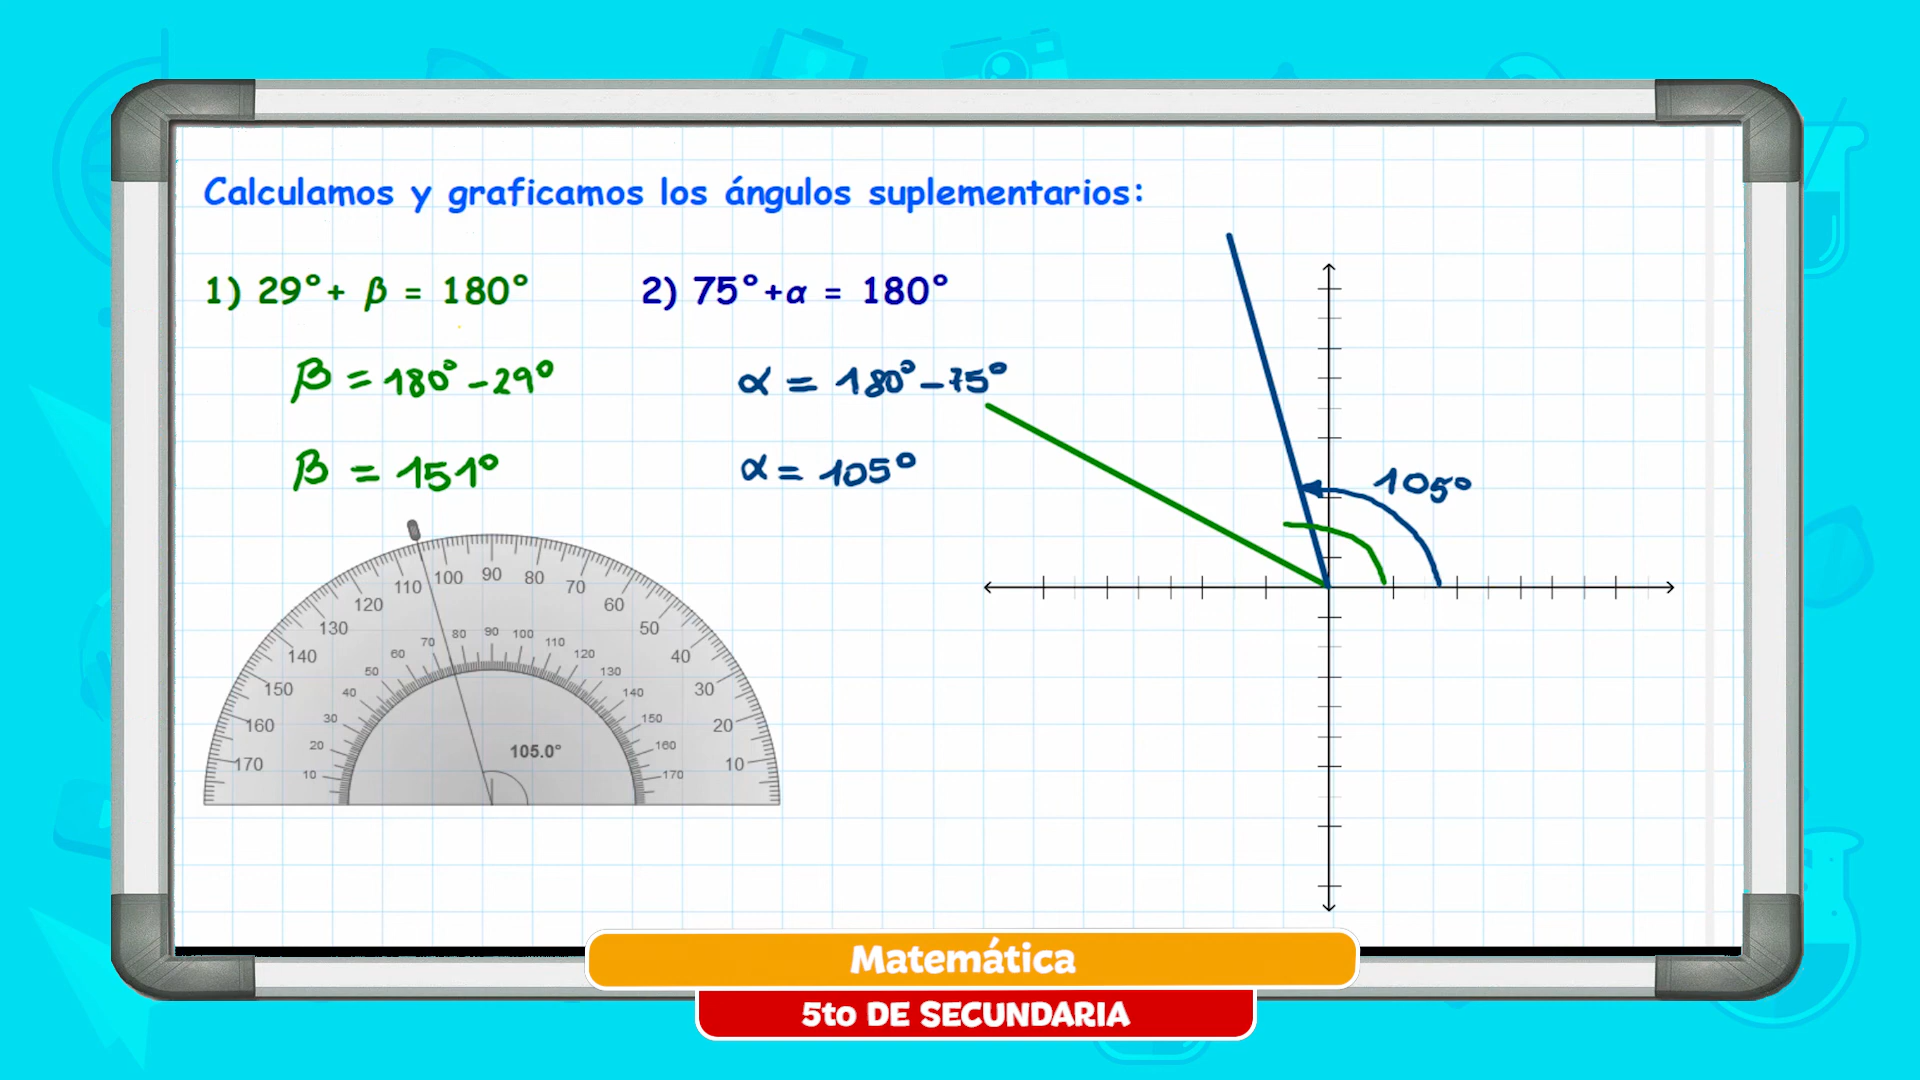 Calculamos y graficamos los ángulos suplementarios:
1) 29°+ β = 180°
2) 75°+α = 180°
β = 180° - 29°
α = 180° - 75°
β = 151°
α = 105°
105°
170 160 150 140 130 120 110 100 90 80 70 60 50 40 30 20 10
10 20 30 40 50 60 70 80 90 100 110 120 130 140 150 160 170
105.0°
Matemática
5to DE SECUNDARIA